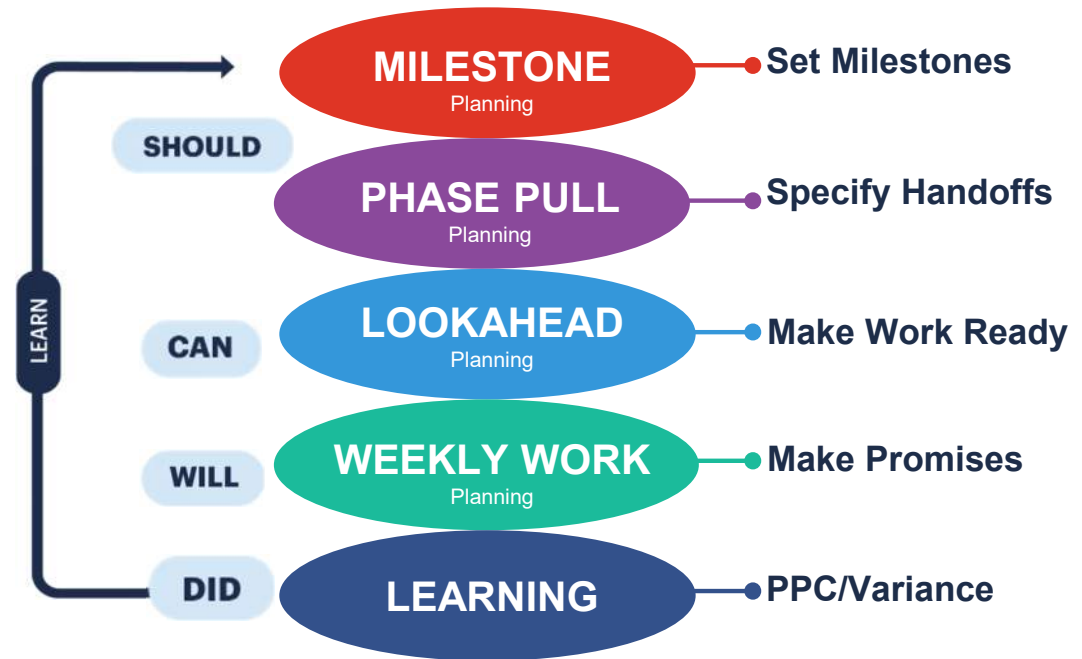 MILESTONE
Planning
Set Milestones
SHOULD
PHASE PULL
Planning
Specify Handoffs
LEARN
CAN
LOOKAHEAD
Planning
Make Work Ready
WILL
WEEKLY WORK
Planning
Make Promises
DID
LEARNING
PPC/Variance